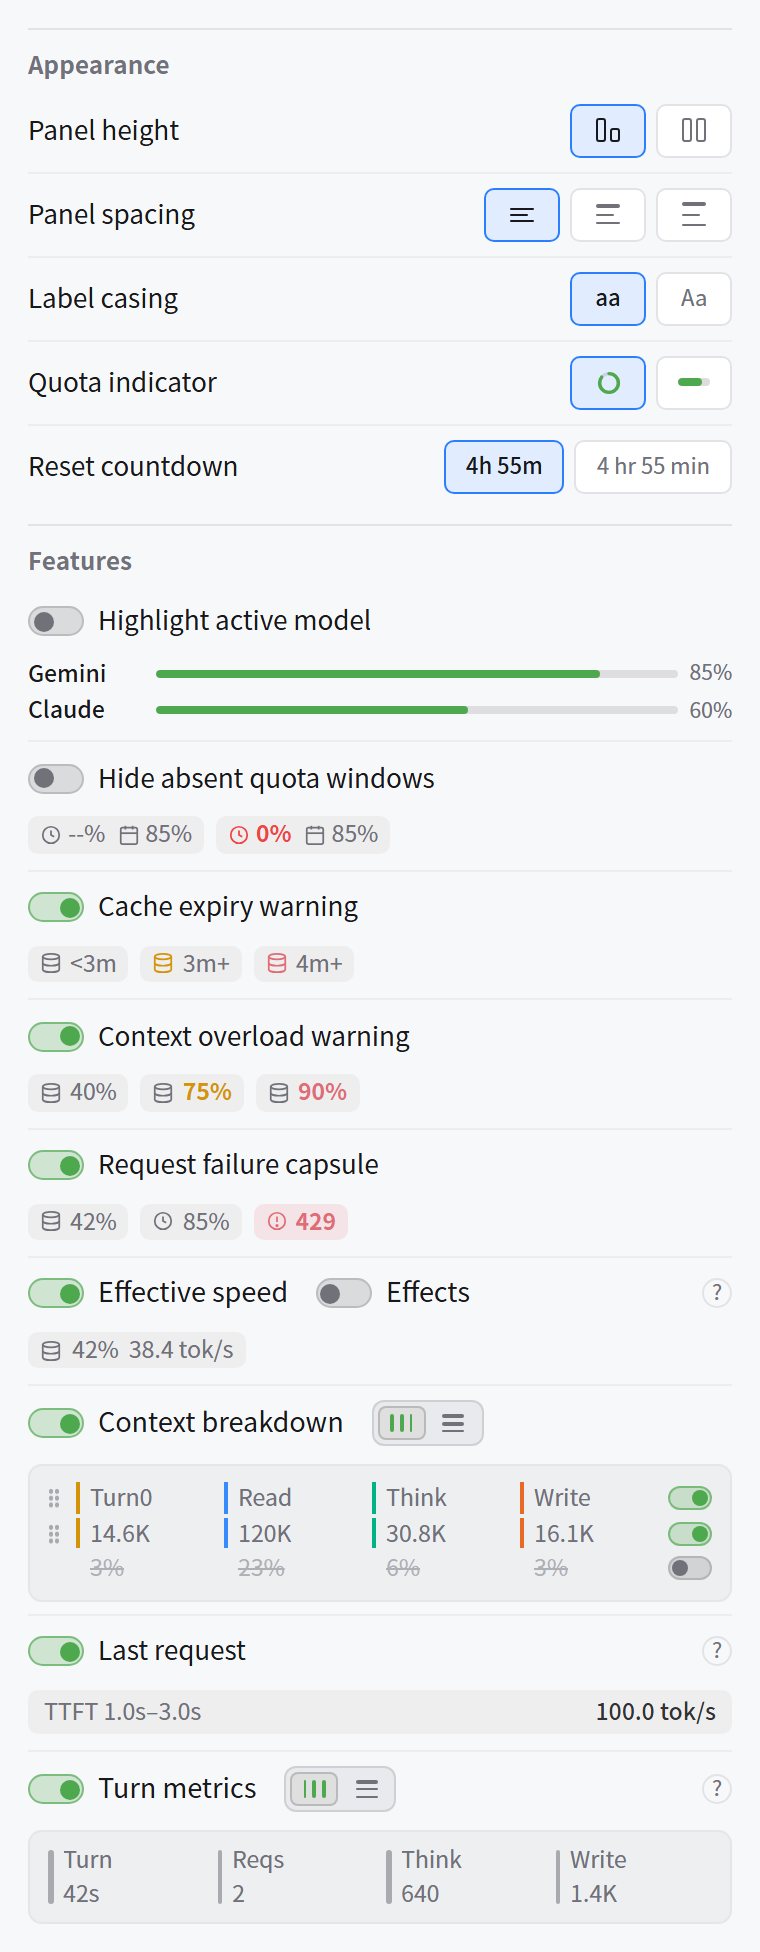 Appearance
Panel height
Panel spacing
Label casing aa Aa
Quota indicator
Reset countdown 4h 55m 4 hr 55 min
Features
Highlight active model
Gemini 85%
Claude 60%
Hide absent quota windows
--% 85% 0% 85%
Cache expiry warning
<3m 3m+ 4m+
Context overload warning
40% 75% 90%
Request failure capsule
42% 85% 429
Effective speed Effects ?
42% 38.4 tok/s
Context breakdown
Turn0 Read Think Write
14.6K 120K 30.8K 16.1K
3% 23% 6% 3%
Last request ?
TTFT 1.0s–3.0s 100.0 tok/s
Turn metrics ?
Turn Reqs Think Write
42s 2 640 1.4K